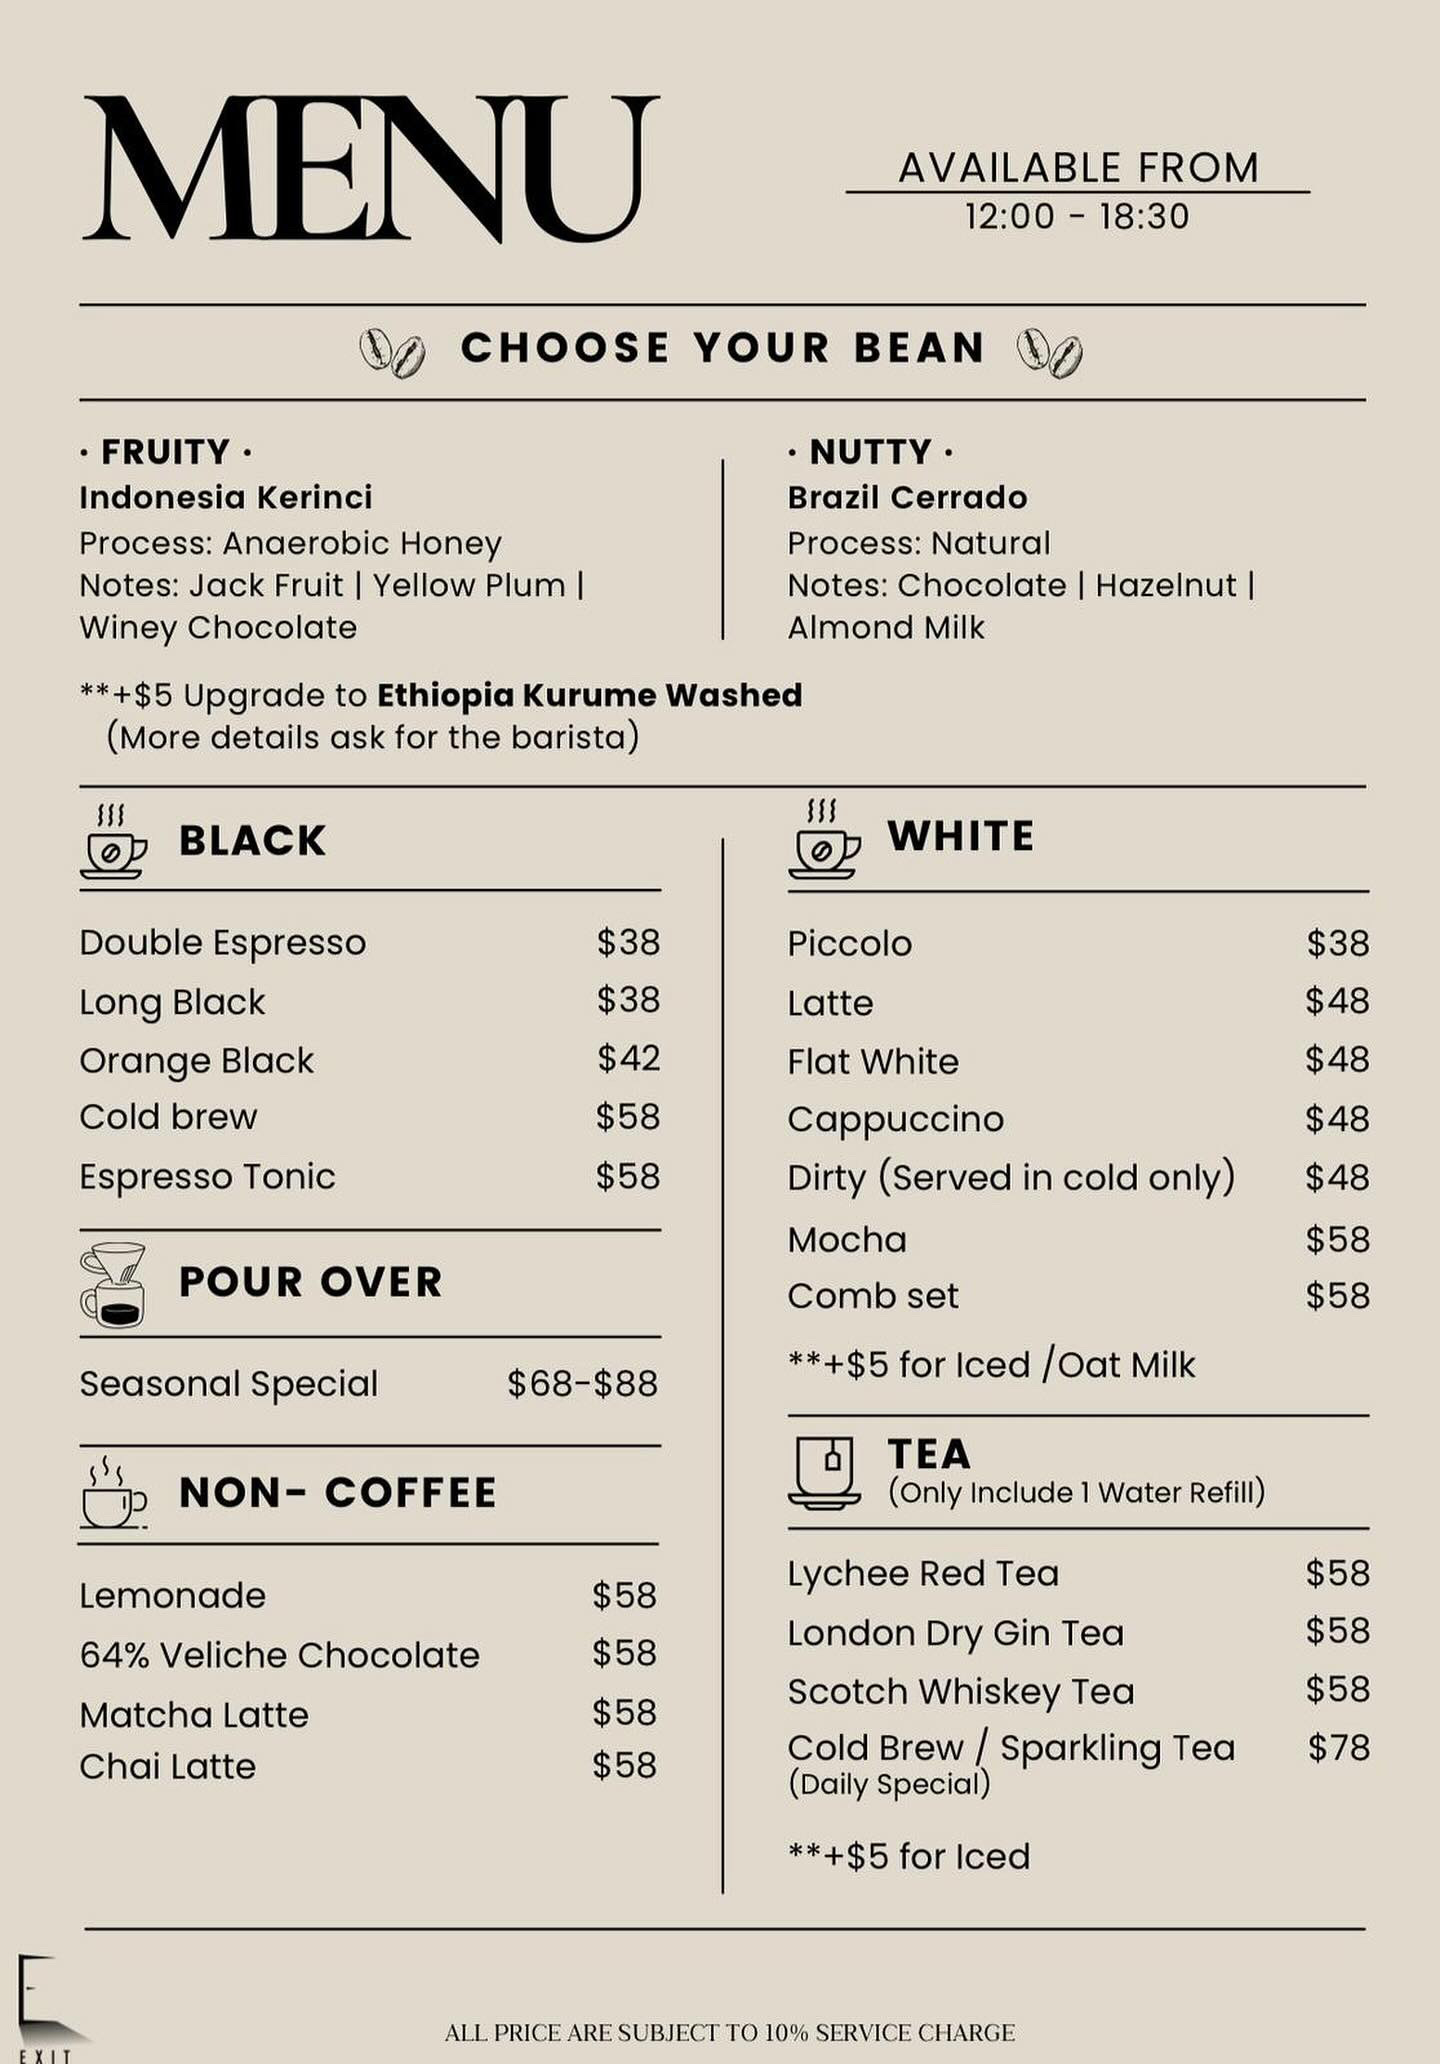 MENU
AVAILABLE FROM
12:00 - 18:30
CHOOSE YOUR BEAN
· FRUITY ·
Indonesia Kerinci
Process: Anaerobic Honey
Notes: Jack Fruit | Yellow Plum |
Winey Chocolate
· NUTTY ·
Brazil Cerrado
Process: Natural
Notes: Chocolate | Hazelnut |
Almond Milk
**+$5 Upgrade to Ethiopia Kurume Washed
(More details ask for the barista)
BLACK
Double Espresso $38
Long Black $38
Orange Black $42
Cold brew $58
Espresso Tonic $58
POUR OVER
Seasonal Special $68-$88
NON- COFFEE
Lemonade $58
64% Veliche Chocolate $58
Matcha Latte $58
Chai Latte $58
WHITE
Piccolo $38
Latte $48
Flat White $48
Cappuccino $48
Dirty (Served in cold only) $48
Mocha $58
Comb set $58
**+$5 for Iced /Oat Milk
TEA
(Only Include 1 Water Refill)
Lychee Red Tea $58
London Dry Gin Tea $58
Scotch Whiskey Tea $58
Cold Brew / Sparkling Tea $78
(Daily Special)
**+$5 for Iced
EXIT
ALL PRICE ARE SUBJECT TO 10% SERVICE CHARGE